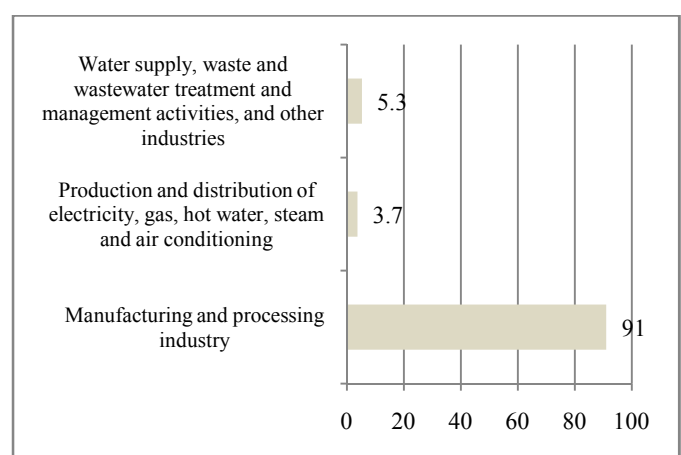 Water supply, waste and
wastewater treatment and
management activities, and other
industries
5.3
Production and distribution of
electricity, gas, hot water, steam
and air conditioning
3.7
Manufacturing and processing
industry
91
0 20 40 60 80 100